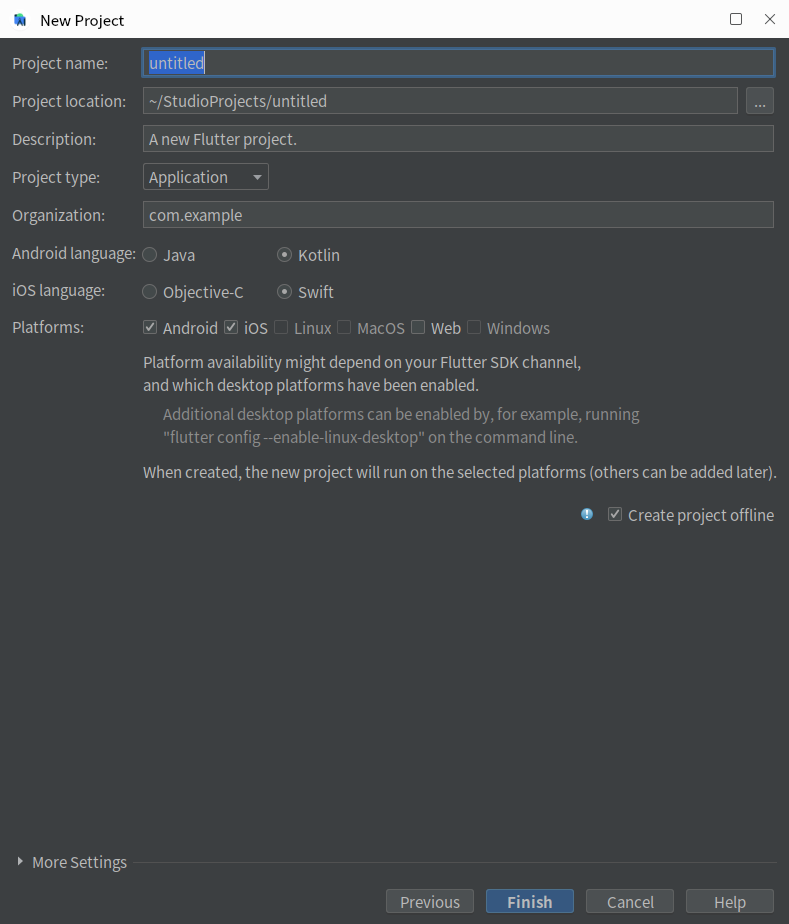 New Project
Project name: untitled
Project location: ~/StudioProjects/untitled ...
Description: A new Flutter project.
Project type: Application
Organization: com.example
Android language: Java Kotlin
iOS language: Objective-C Swift
Platforms: Android iOS Linux MacOS Web Windows
Platform availability might depend on your Flutter SDK channel,
and which desktop platforms have been enabled.
Additional desktop platforms can be enabled by, for example, running
"flutter config --enable-linux-desktop" on the command line.
When created, the new project will run on the selected platforms (others can be added later).
Create project offline
More Settings
Previous Finish Cancel Help